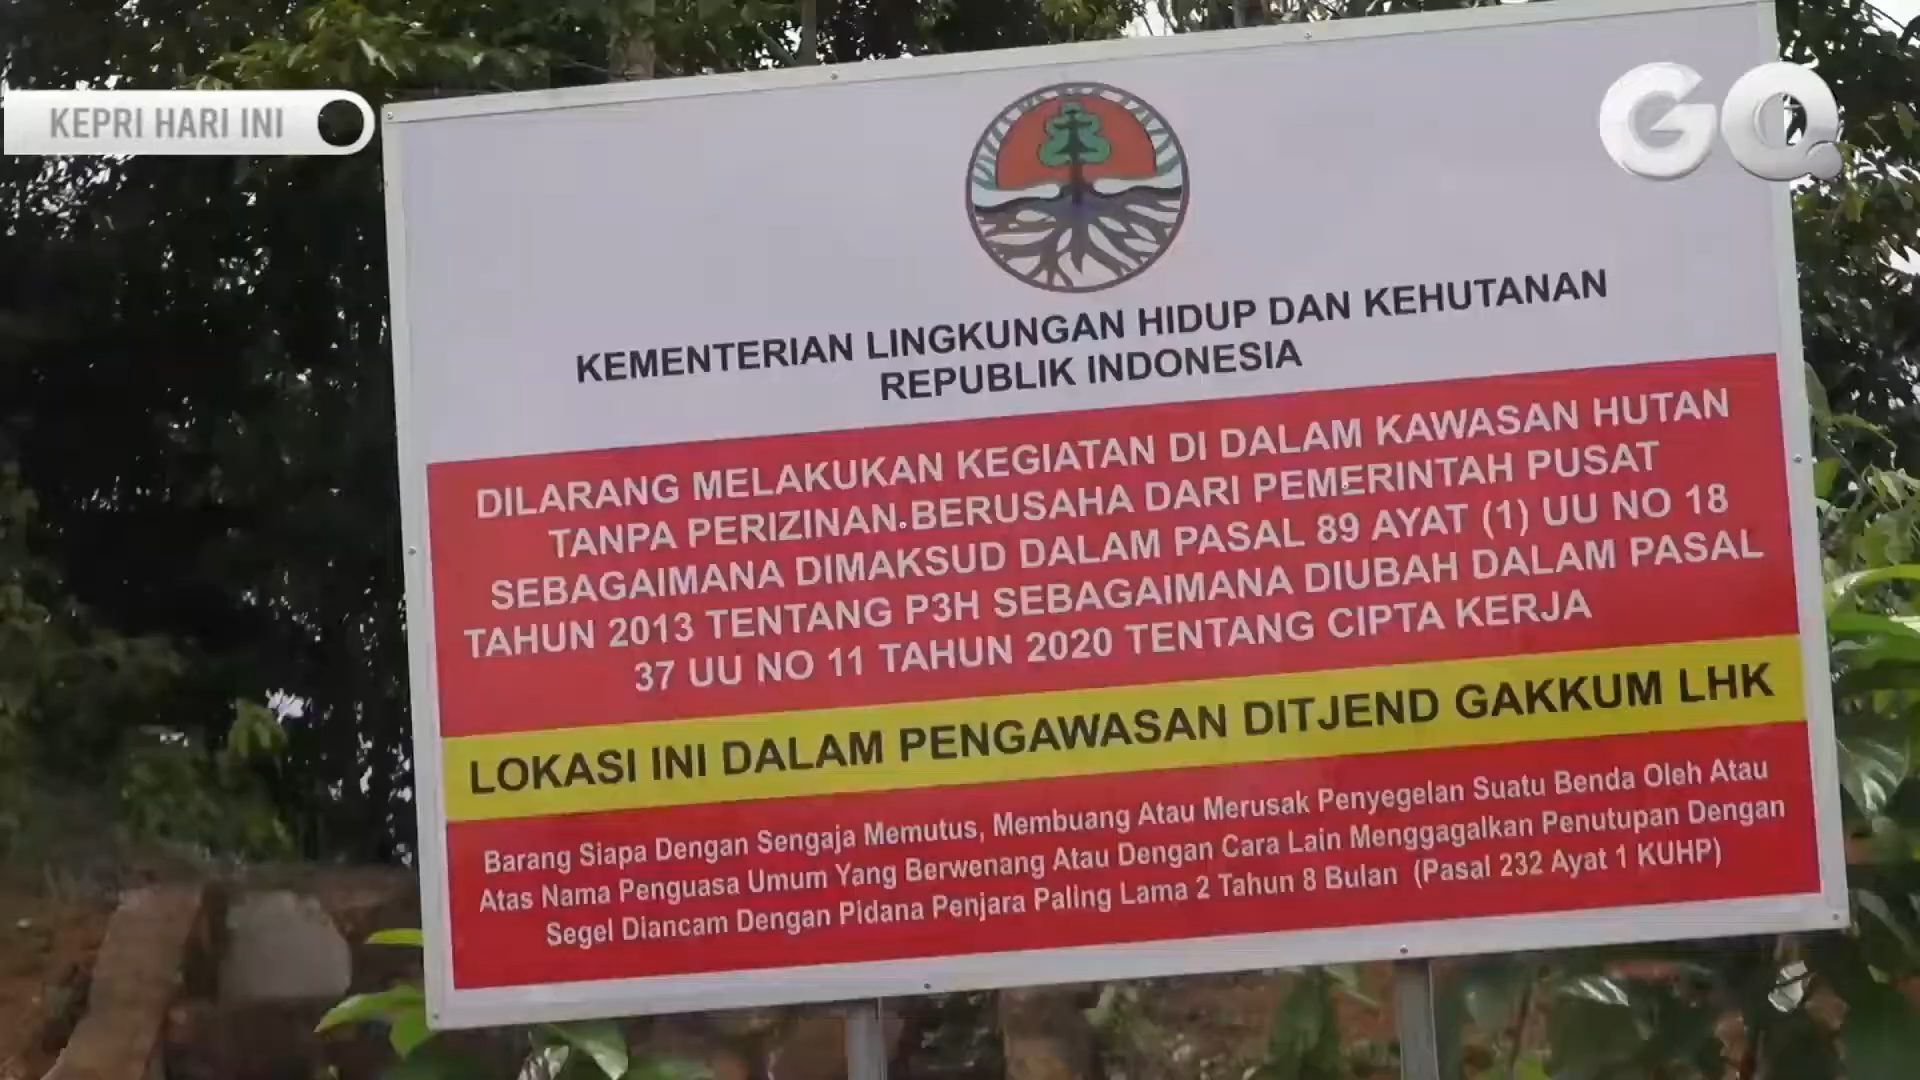 KEPRI HARI INI
GQ
KEMENTERIAN LINGKUNGAN HIDUP DAN KEHUTANAN
REPUBLIK INDONESIA
DILARANG MELAKUKAN KEGIATAN DI DALAM KAWASAN HUTAN
TANPA PERIZINAN.BERUSAHA DARI PEMERINTAH PUSAT
SEBAGAIMANA DIMAKSUD DALAM PASAL 89 AYAT (1) UU NO 18
TAHUN 2013 TENTANG P3H SEBAGAIMANA DIUBAH DALAM PASAL
37 UU NO 11 TAHUN 2020 TENTANG CIPTA KERJA
LOKASI INI DALAM PENGAWASAN DITJEND GAKKUM LHK
Barang Siapa Dengan Sengaja Memutus, Membuang Atau Merusak Penyegelan Suatu Benda Oleh Atau
Atas Nama Penguasa Umum Yang Berwenang Atau Dengan Cara Lain Menggagalkan Penutupan Dengan
Segel Diancam Dengan Pidana Penjara Paling Lama 2 Tahun 8 Bulan (Pasal 232 Ayat 1 KUHP)